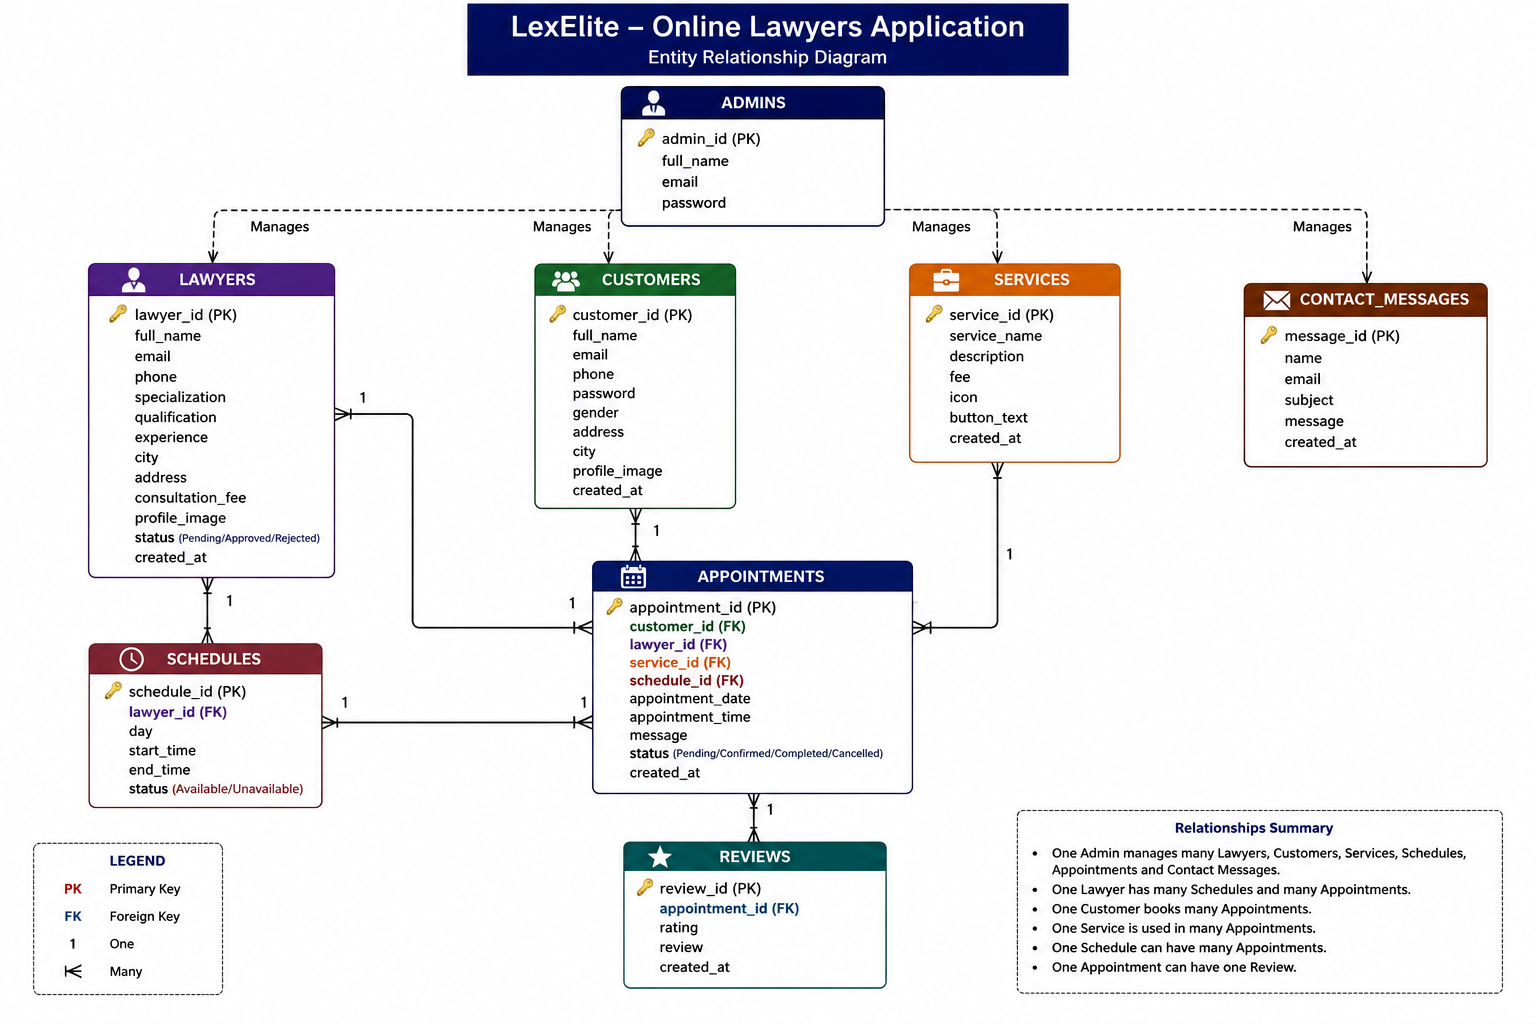 LexElite – Online Lawyers Application
Entity Relationship Diagram
ADMINS
admin_id (PK)
full_name
email
password
Manages
Manages
Manages
Manages
LAWYERS
lawyer_id (PK)
full_name
email
phone
specialization
qualification
experience
city
address
consultation_fee
profile_image
status (Pending/Approved/Rejected)
created_at
CUSTOMERS
customer_id (PK)
full_name
email
phone
password
gender
address
city
profile_image
created_at
SERVICES
service_id (PK)
service_name
description
fee
icon
button_text
created_at
CONTACT_MESSAGES
message_id (PK)
name
email
subject
message
created_at
1
1
1
1
1
SCHEDULES
schedule_id (PK)
lawyer_id (FK)
day
start_time
end_time
status (Available/Unavailable)
1
1
APPOINTMENTS
appointment_id (PK)
customer_id (FK)
lawyer_id (FK)
service_id (FK)
schedule_id (FK)
appointment_date
appointment_time
message
status (Pending/Confirmed/Completed/Cancelled)
created_at
1
REVIEWS
review_id (PK)
appointment_id (FK)
rating
review
created_at
LEGEND
PK Primary Key
FK Foreign Key
1 One
Many
Relationships Summary
• One Admin manages many Lawyers, Customers, Services, Schedules,
Appointments and Contact Messages.
• One Lawyer has many Schedules and many Appointments.
• One Customer books many Appointments.
• One Service is used in many Appointments.
• One Schedule can have many Appointments.
• One Appointment can have one Review.